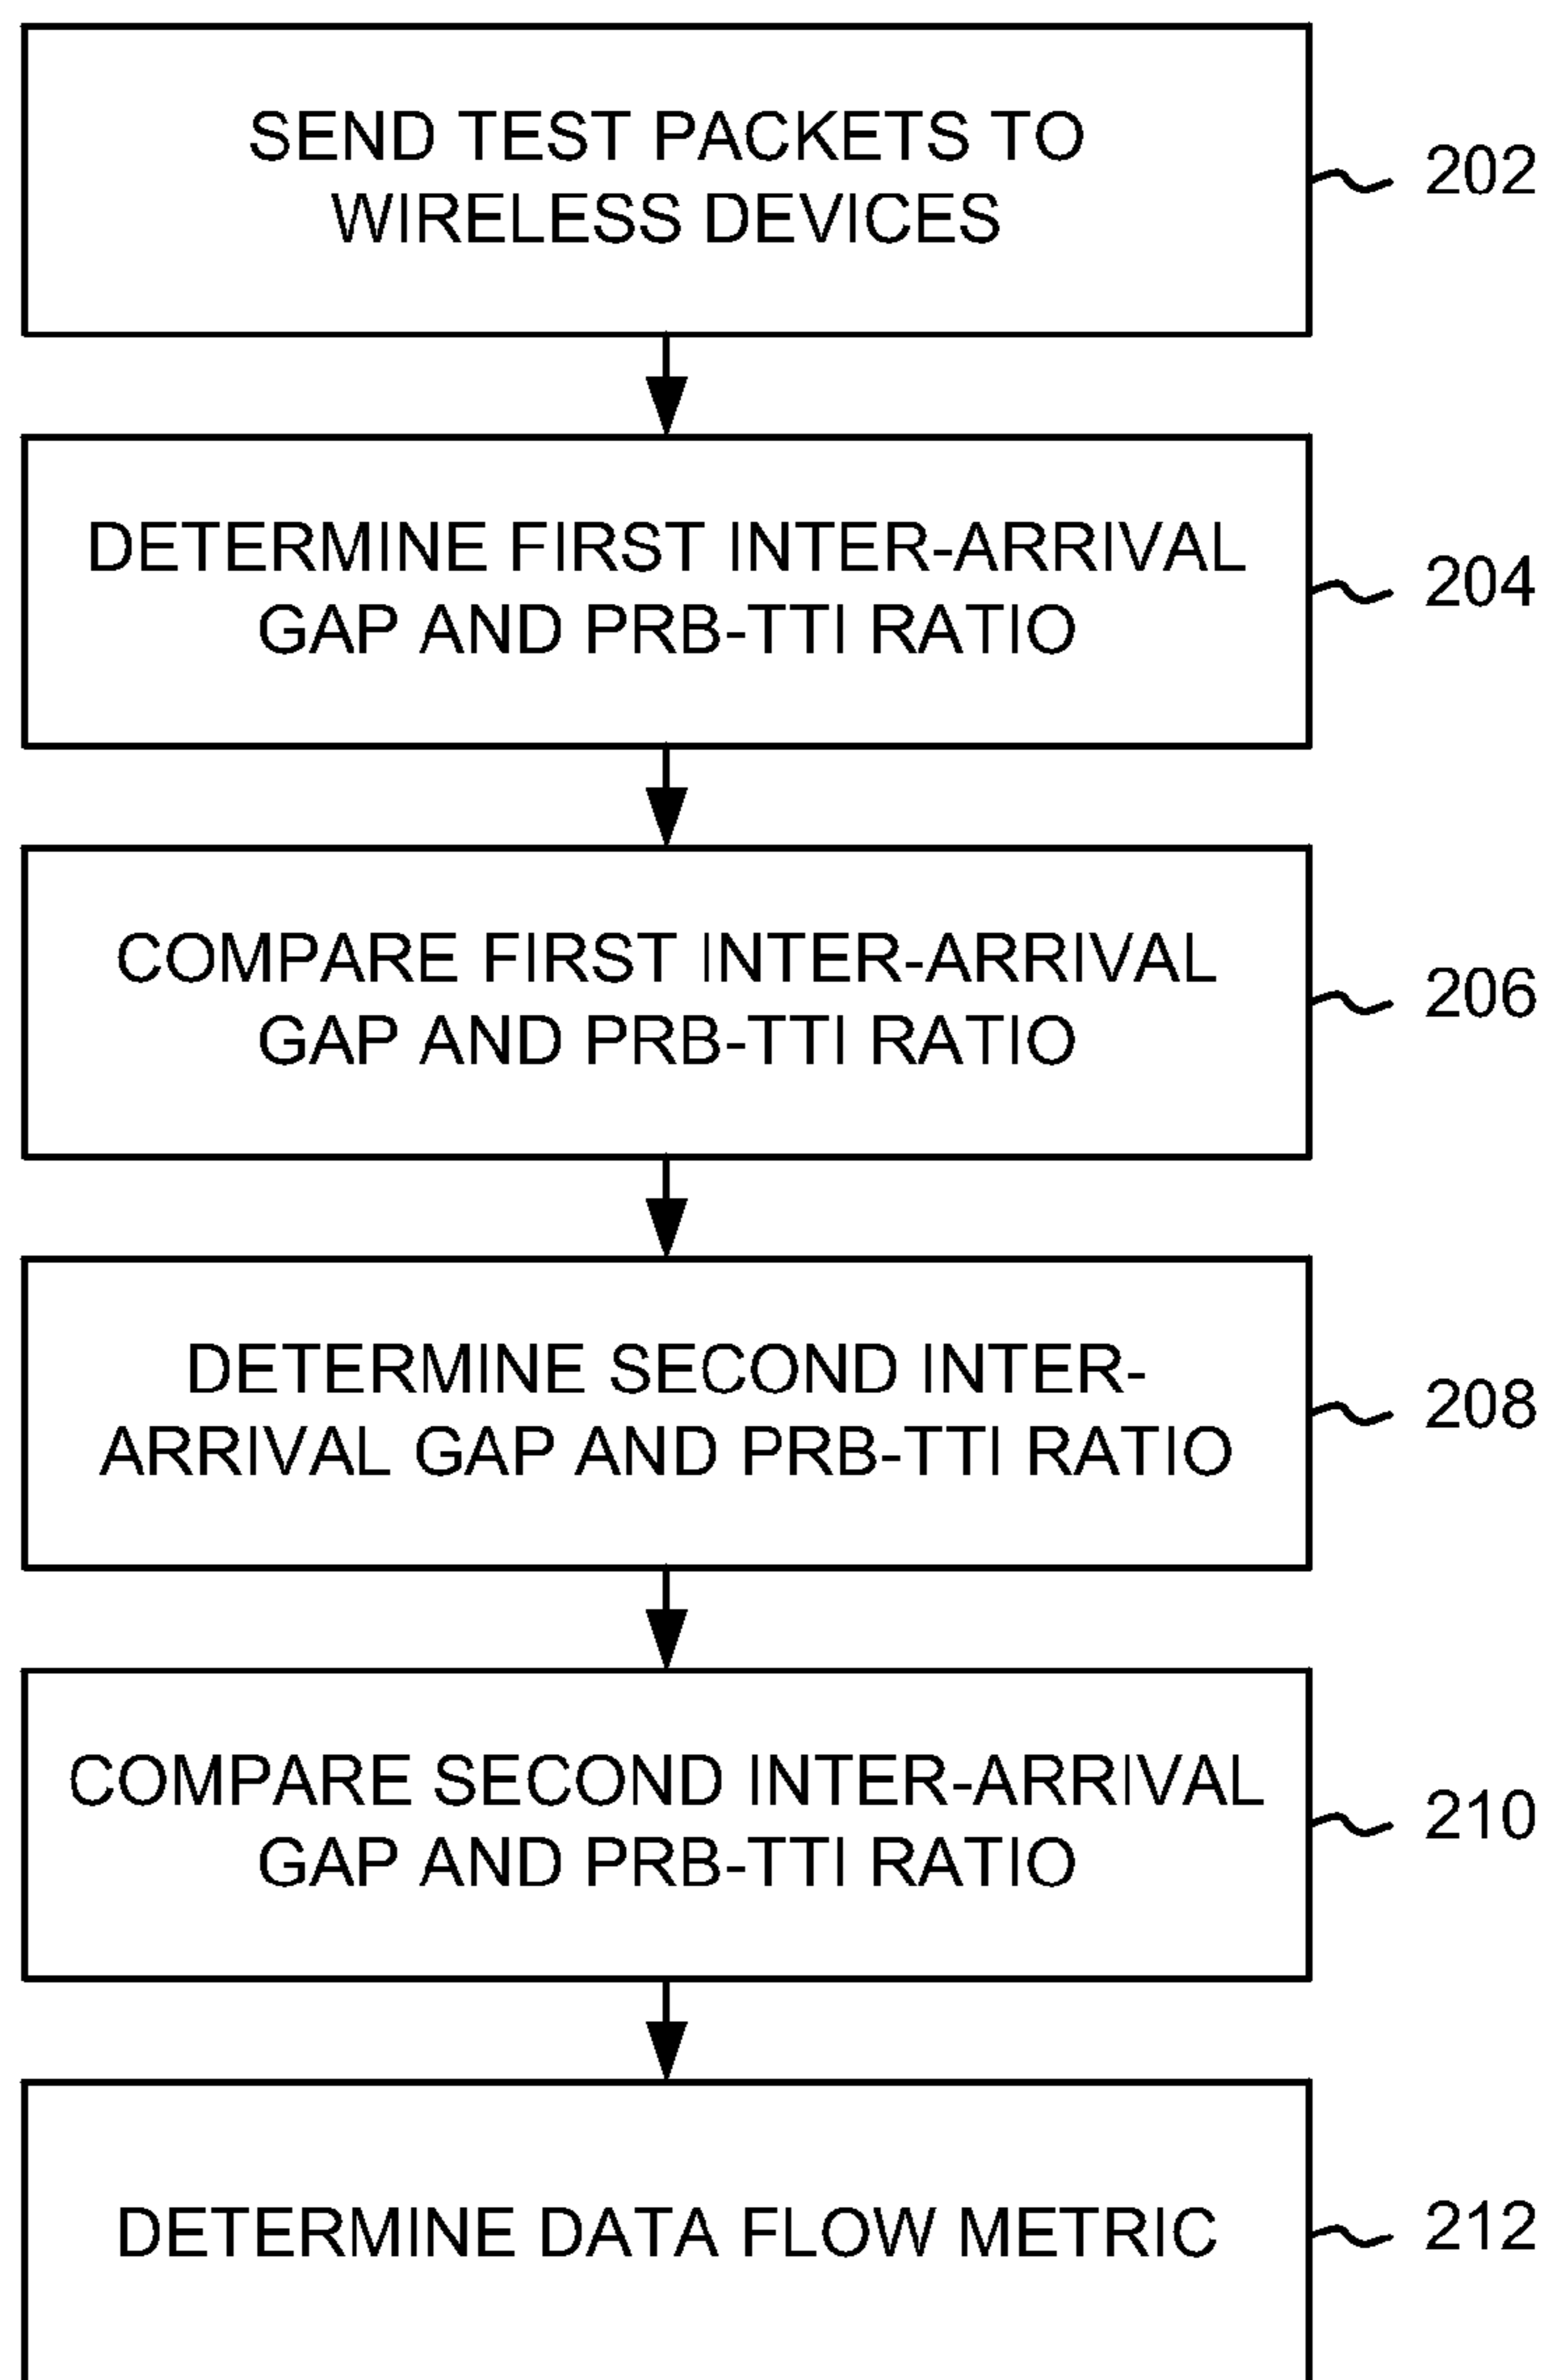 SEND TEST PACKETS TO
WIRELESS DEVICES
202
DETERMINE FIRST INTER-ARRIVAL
GAP AND PRB-TTI RATIO
204
COMPARE FIRST INTER-ARRIVAL
GAP AND PRB-TTI RATIO
206
DETERMINE SECOND INTER-
ARRIVAL GAP AND PRB-TTI RATIO
208
COMPARE SECOND INTER-ARRIVAL
GAP AND PRB-TTI RATIO
210
DETERMINE DATA FLOW METRIC
212